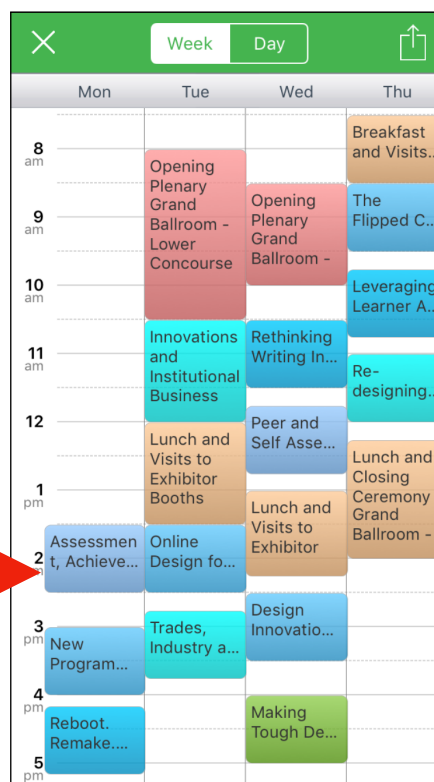 Week Day
Mon Tue Wed Thu
8
am
9
am
10
am
11
am
12
1
pm
2
3
pm
4
pm
5
pm
Assessmen
t, Achieve...
New
Program...
Reboot.
Remake....
Opening
Plenary
Grand
Ballroom -
Lower
Concourse
Innovations
and
Institutional
Business
Lunch and
Visits to
Exhibitor
Booths
Online
Design fo...
Trades,
Industry a...
Opening
Plenary
Grand
Ballroom -
Rethinking
Writing In...
Peer and
Self Asse...
Lunch and
Visits to
Exhibitor
Design
Innovatio...
Making
Tough De...
Breakfast
and Visits..
The
Flipped C..
Leveraging
Learner A..
Re-
designing..
Lunch and
Closing
Ceremony
Grand
Ballroom -